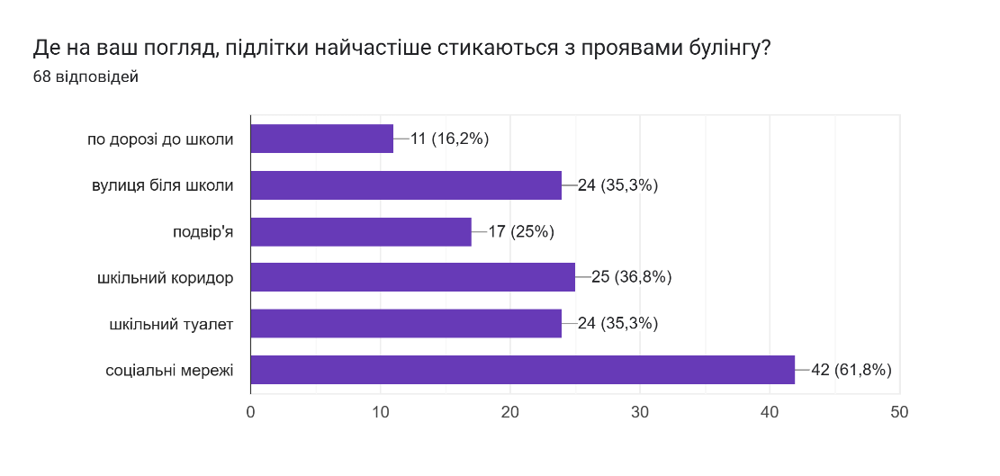 Де на ваш погляд, підлітки найчастіше стикаються з проявами булінгу?
68 відповідей
по дорозі до школи
11 (16,2%)
вулиця біля школи
24 (35,3%)
подвір'я
17 (25%)
шкільний коридор
25 (36,8%)
шкільний туалет
24 (35,3%)
соціальні мережі
42 (61,8%)
0 10 20 30 40 50